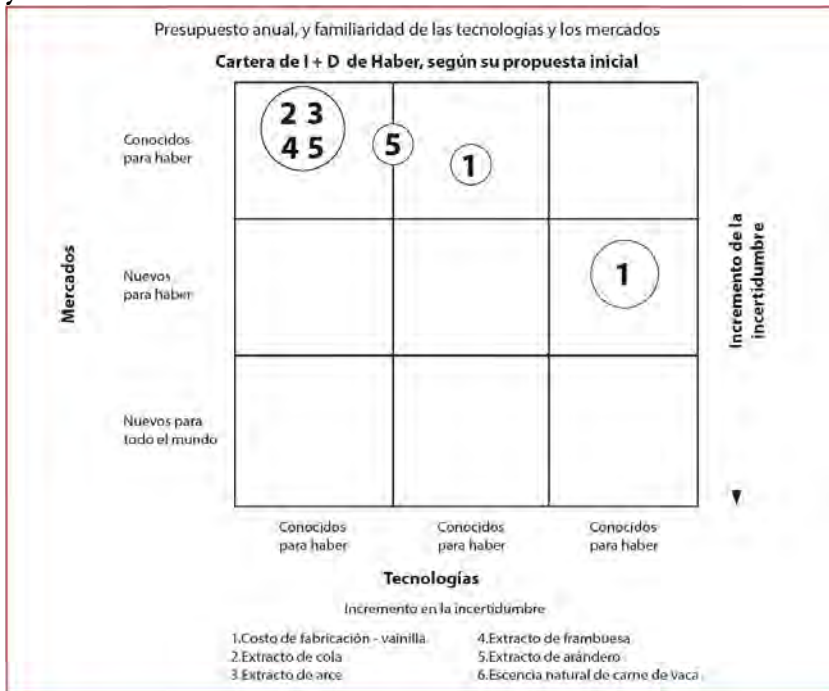 Presupuesto anual, y familiaridad de las tecnologías y los mercados
Cartera de I + D de Haber, según su propuesta inicial
2 3
4 5
5
1
Conocidos
para haber
Mercados
Nuevos
para haber
1
Incremento de la
incertidumbre
Nuevos para
todo el mundo
Conocidos
para haber
Conocidos
para haber
Conocidos
para haber
Tecnologías
Incremento en la incertidumbre
1.Costo de fabricación - vainilla
2.Extracto de cola
3.Extracto de arce
4.Extracto de frambuesa
5.Extracto de arándero
6.Escencia natural de carne de vaca